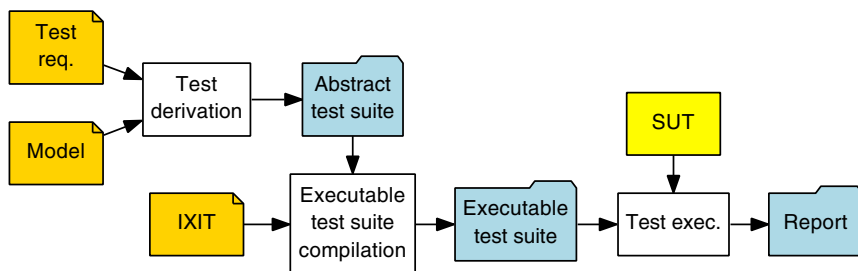 Test
req.
Model
Test
derivation
Abstract
test suite
SUT
IXIT
Executable
test suite
compilation
Executable
test suite
Test exec.
Report